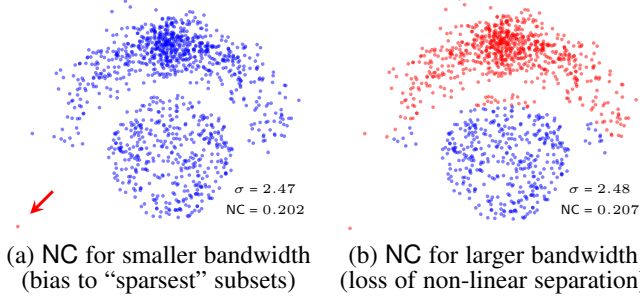 σ = 2.47
NC = 0.202
σ = 2.48
NC = 0.207
(a) NC for smaller bandwidth
(bias to “sparsest” subsets)
(b) NC for larger bandwidth
(loss of non-linear separation)